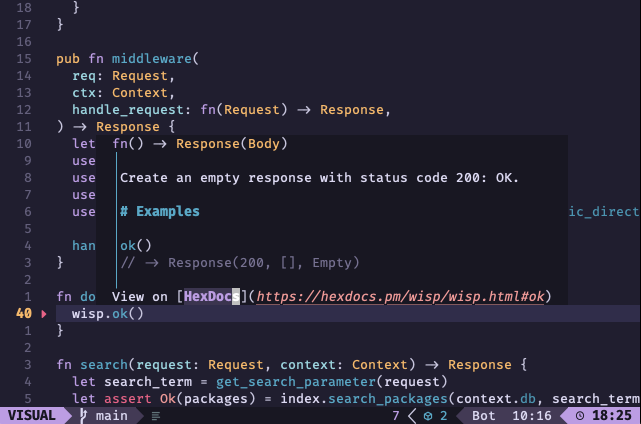 18     }
17   }
16
15   pub fn middleware(
14     req: Request,
13     ctx: Context,
12     handle_request: fn(Request) -> Response,
11   ) -> Response {
10     let  fn() -> Response(Body)
9     use
8     use  Create an empty response with status code 200: OK.
7     use
6     use  # Examples ic_direct
5
4     han  ok()
3   }      // -> Response(200, [], Empty)
2
1   fn do  View on [HexDocs](https://hexdocs.pm/wisp/wisp.html#ok)
40     wisp.ok()
1   }
2
3   fn search(request: Request, context: Context) -> Response {
4     let search_term = get_search_parameter(request)
5     let assert Ok(packages) = index.search_packages(context.db, search_term
VISUAL main 7 2 Bot 10:16 18:25